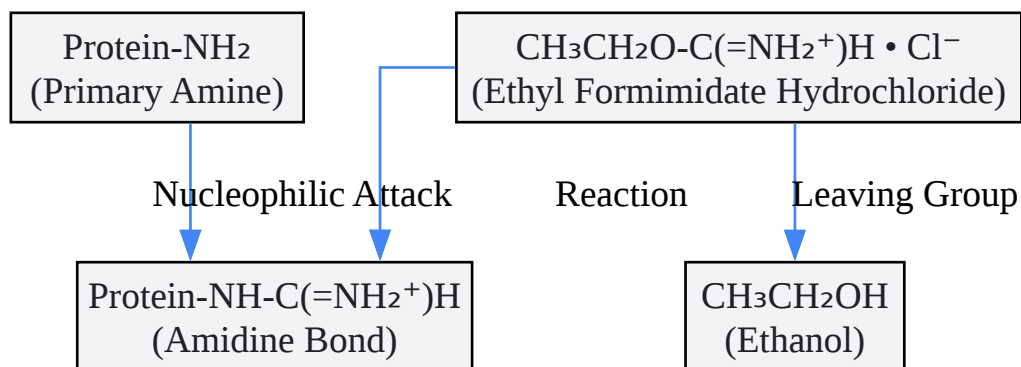 Protein-NH₂
(Primary Amine)
CH₃CH₂O-C(=NH₂⁺)H • Cl⁻
(Ethyl Formimidate Hydrochloride)
Nucleophilic Attack
Reaction
Leaving Group
Protein-NH-C(=NH₂⁺)H
(Amidine Bond)
CH₃CH₂OH
(Ethanol)